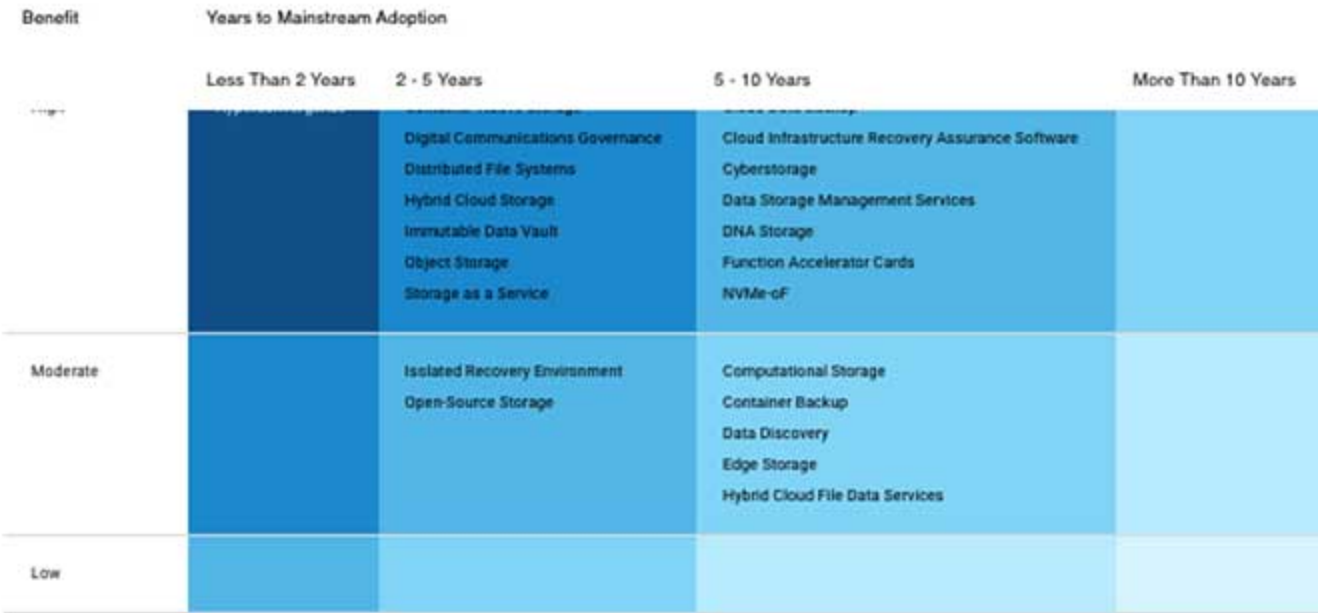 Benefit Years to Mainstream Adoption
Less Than 2 Years 2 - 5 Years 5 - 10 Years More Than 10 Years
Digital Communications Governance Cloud Infrastructure Recovery Assurance Software
Distributed File Systems Cyberstorage
Hybrid Cloud Storage Data Storage Management Services
Immutable Data Vault DNA Storage
Object Storage Function Accelerator Cards
Storage as a Service NVMe-oF
Moderate Isolated Recovery Environment Computational Storage
Open-Source Storage Container Backup
Data Discovery
Edge Storage
Hybrid Cloud File Data Services
Low